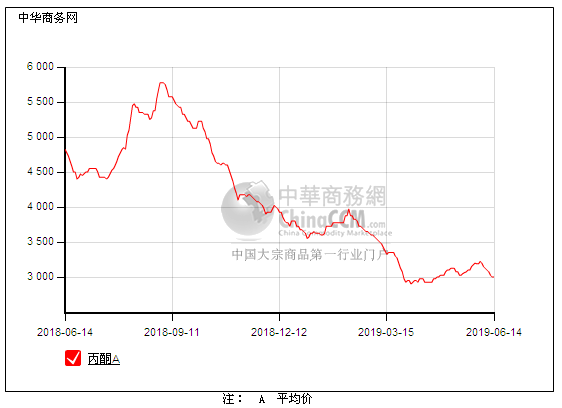 中华商务网
6 000
5 500
5 000
4 500
4 000
3 500
3 000
中華商務網
ChinaCCM.com
China Commodity Marketplace
中国大宗商品第一行业门户
2018-06-14
2018-09-11
2018-12-12
2019-03-15
2019-06-14
丙酮A
注： A 平均价